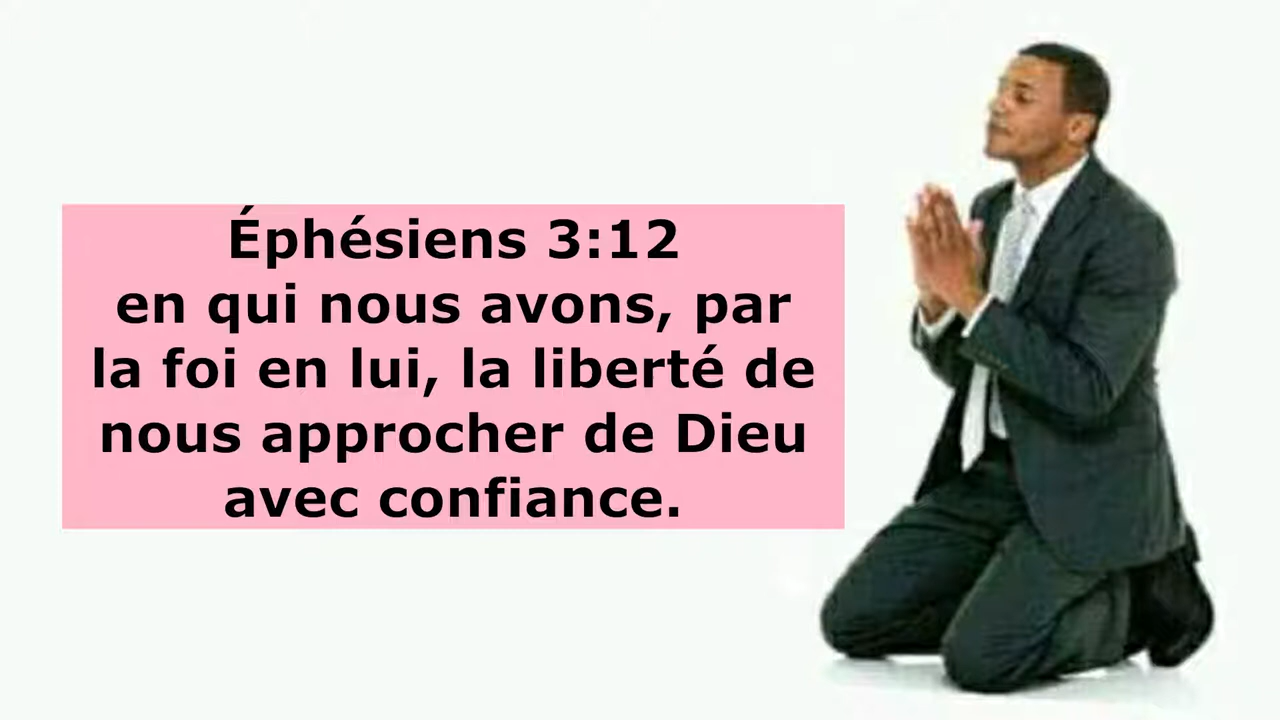 Éphésiens 3:12
en qui nous avons, par
la foi en lui, la liberté de
nous approcher de Dieu
avec confiance.